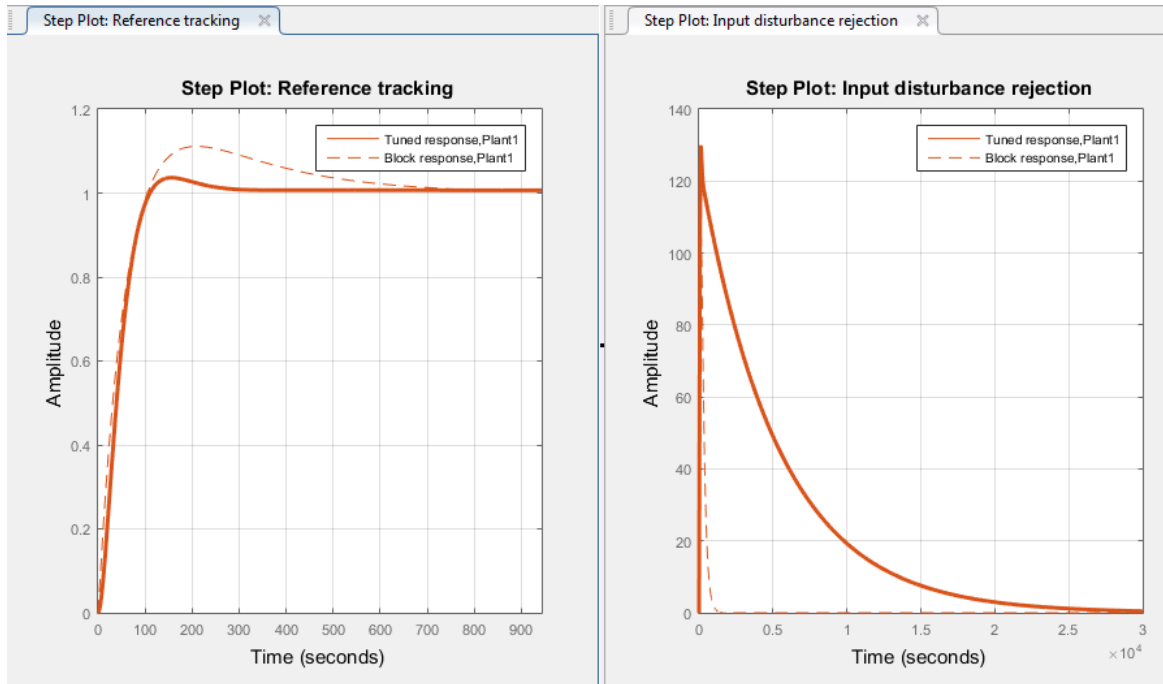 Step Plot: Reference tracking
Step Plot: Reference tracking
1.2
1
0.8
0.6
0.4
0.2
0
Amplitude
Tuned response,Plant1
Block response,Plant1
0 100 200 300 400 500 600 700 800 900
Time (seconds)
Step Plot: Input disturbance rejection
Step Plot: Input disturbance rejection
140
120
100
80
60
40
20
0
Amplitude
Tuned response,Plant1
Block response,Plant1
0 0.5 1 1.5 2 2.5 3
×10⁴
Time (seconds)